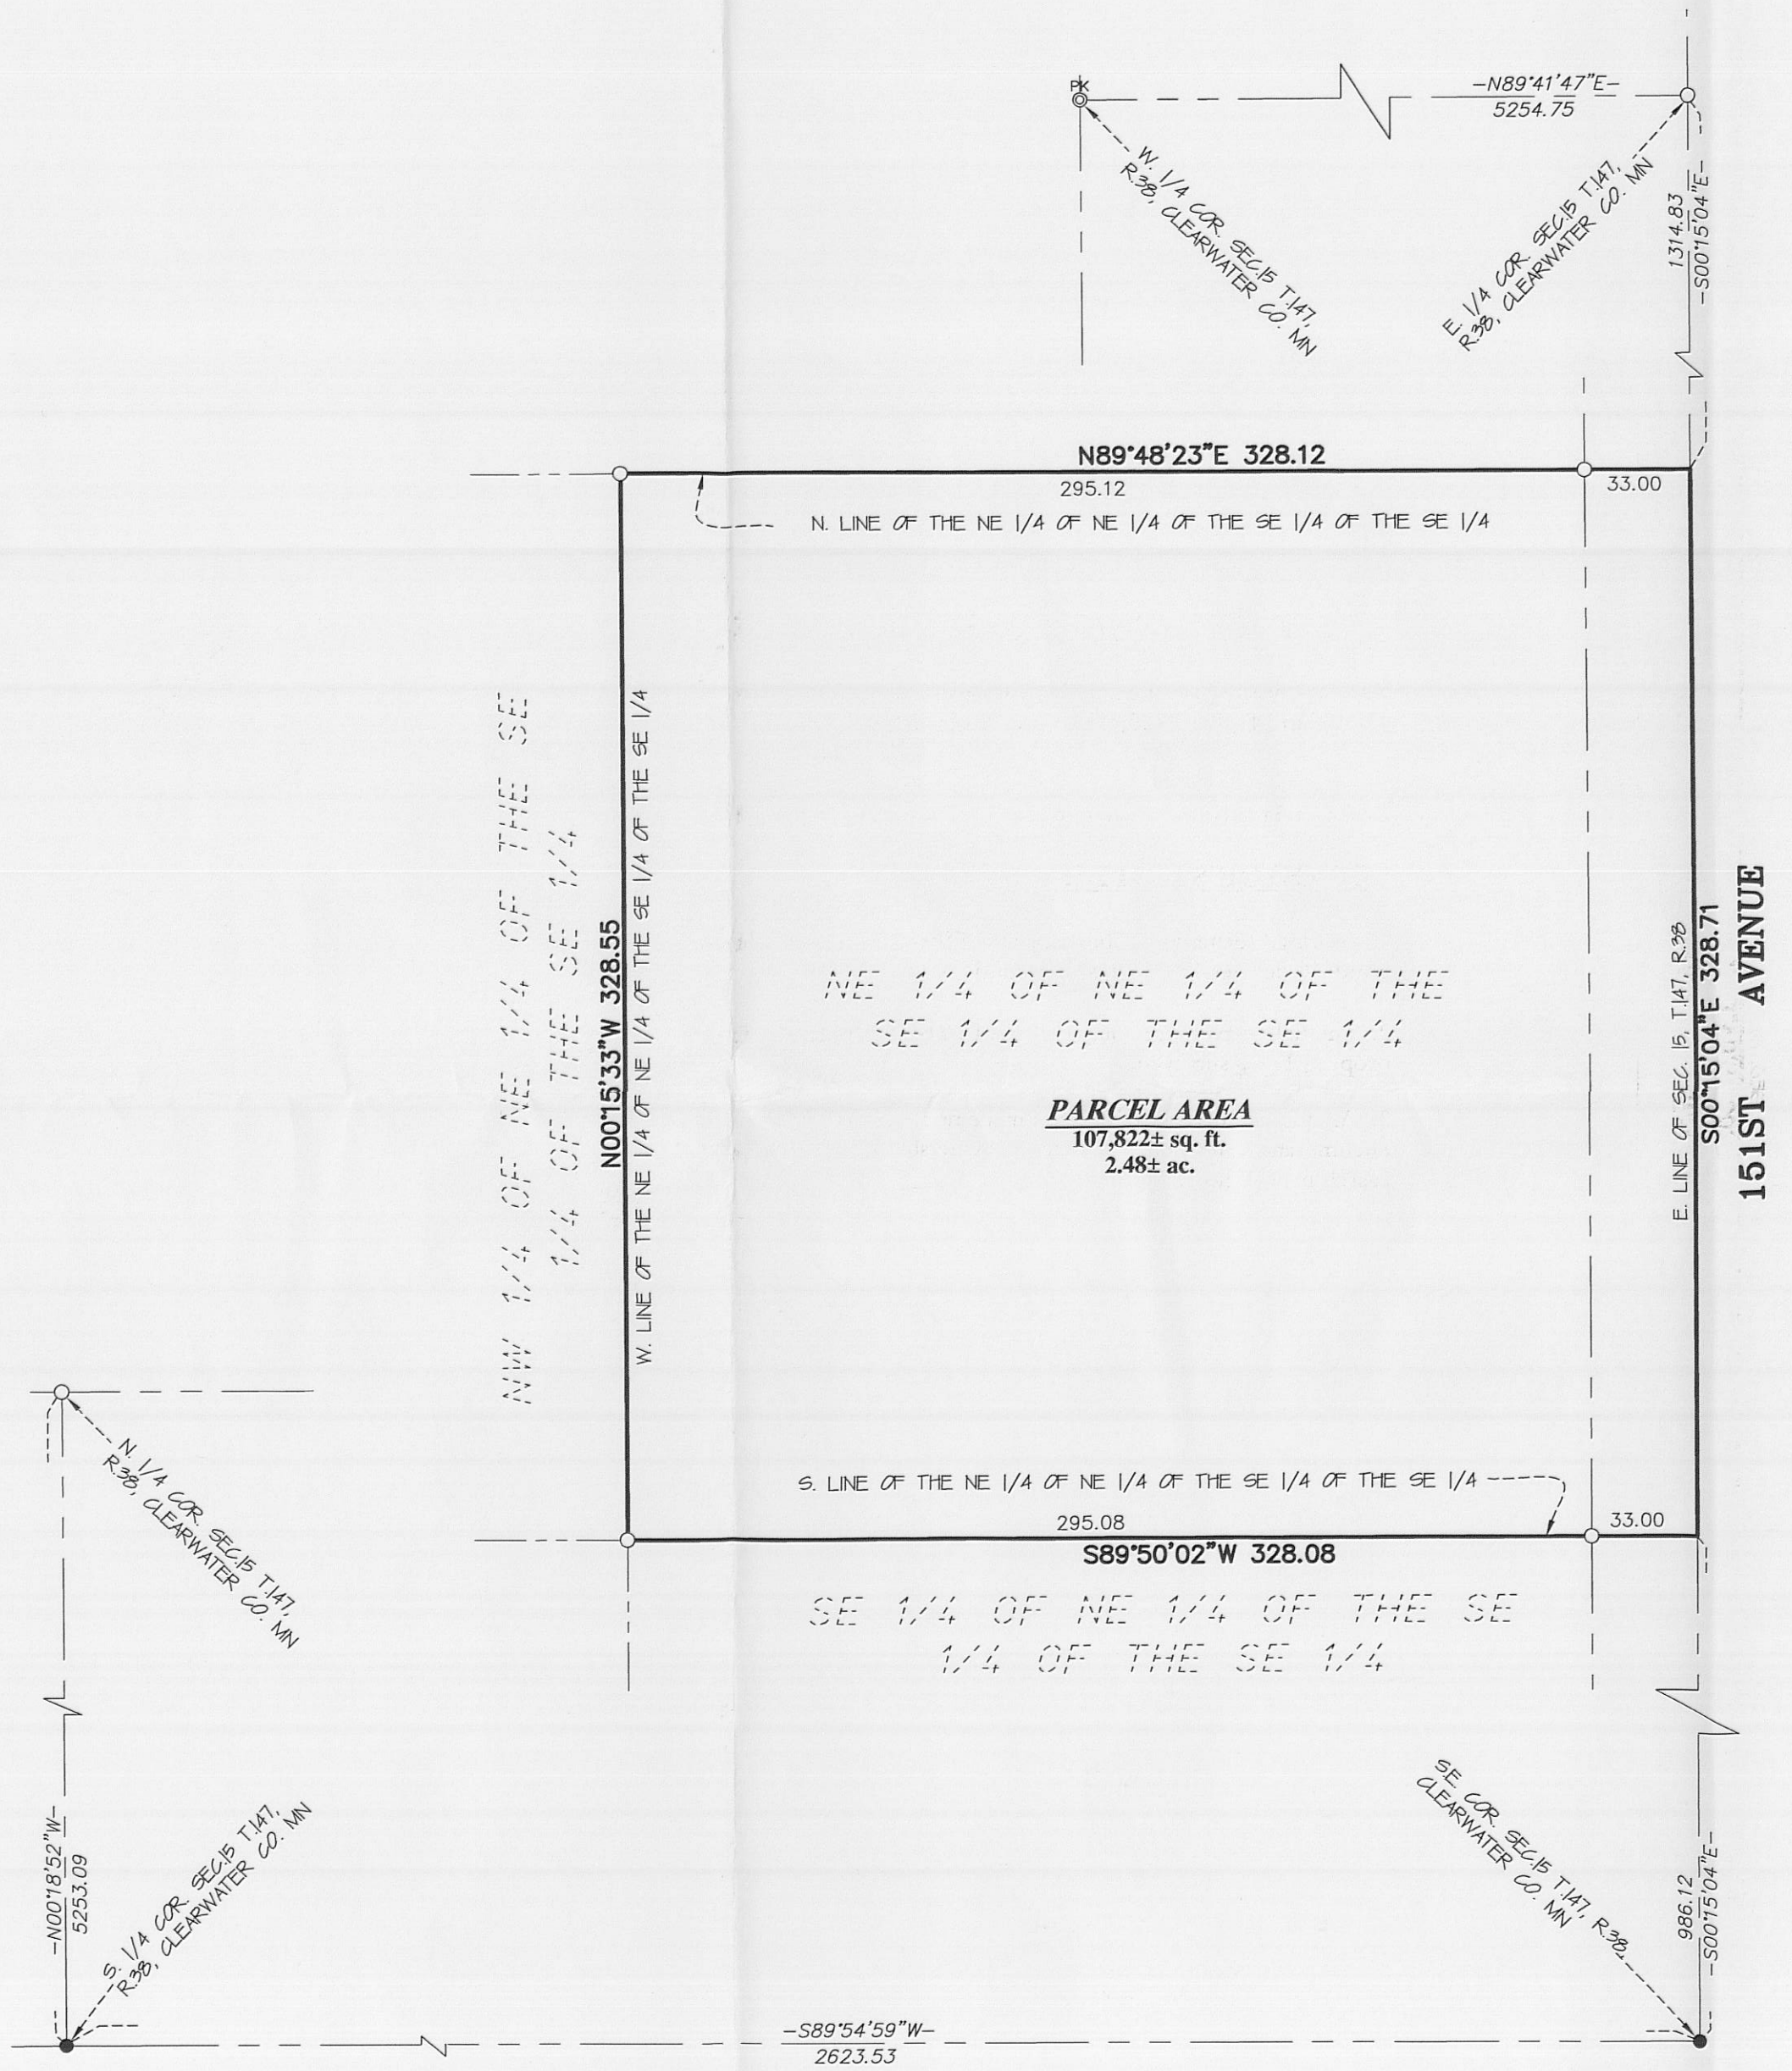 PK
-N89°41'47"E-
5254.75
W. 1/4 COR. SEC.15 T.147,
R.38, CLEARWATER CO. MN
E. 1/4 COR. SEC.15 T.147,
R.38, CLEARWATER CO. MN
1314.83
-S00°15'04"E-
N89°48'23"E 328.12
295.12
33.00
N. LINE OF THE NE 1/4 OF NE 1/4 OF THE SE 1/4 OF THE SE 1/4
NW 1/4 OF NE 1/4 OF THE SE
1/4 OF THE SE 1/4
N00°15'33"W 328.55
W. LINE OF THE NE 1/4 OF NE 1/4 OF THE SE 1/4 OF THE SE 1/4
NE 1/4 OF NE 1/4 OF THE
SE 1/4 OF THE SE 1/4
PARCEL AREA
107,822± sq. ft.
2.48± ac.
E. LINE OF SEC. 15, T.147, R.38
S00°15'04"E 328.71
151ST AVENUE
S. LINE OF THE NE 1/4 OF NE 1/4 OF THE SE 1/4 OF THE SE 1/4
295.08
33.00
S89°50'02"W 328.08
SE 1/4 OF NE 1/4 OF THE SE
1/4 OF THE SE 1/4
N. 1/4 COR. SEC.15 T.147,
R.38, CLEARWATER CO. MN
-N00°18'52"W-
5253.09
S. 1/4 COR. SEC.15 T.147,
R.38, CLEARWATER CO. MN
S.E. COR. SEC.15 T.147, R.38,
CLEARWATER CO. MN
986.12
-S00°15'04"E-
-S89°54'59"W-
2623.53